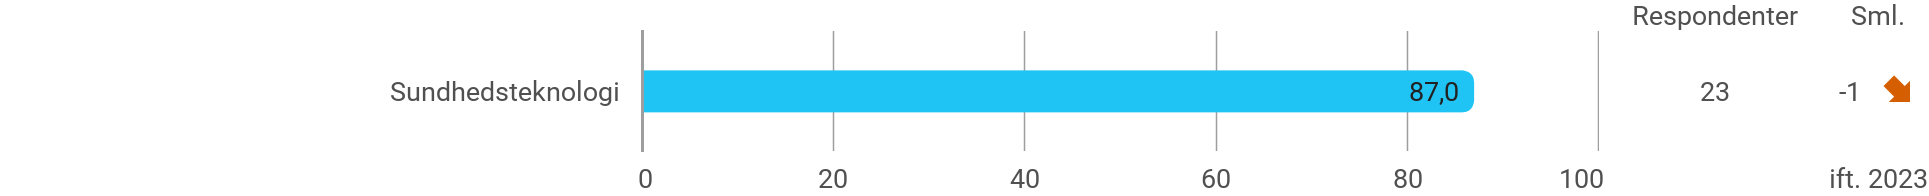 Respondenter Sml.
Sundhedsteknologi 87,0 23 -1
0 20 40 60 80 100 ift. 2023